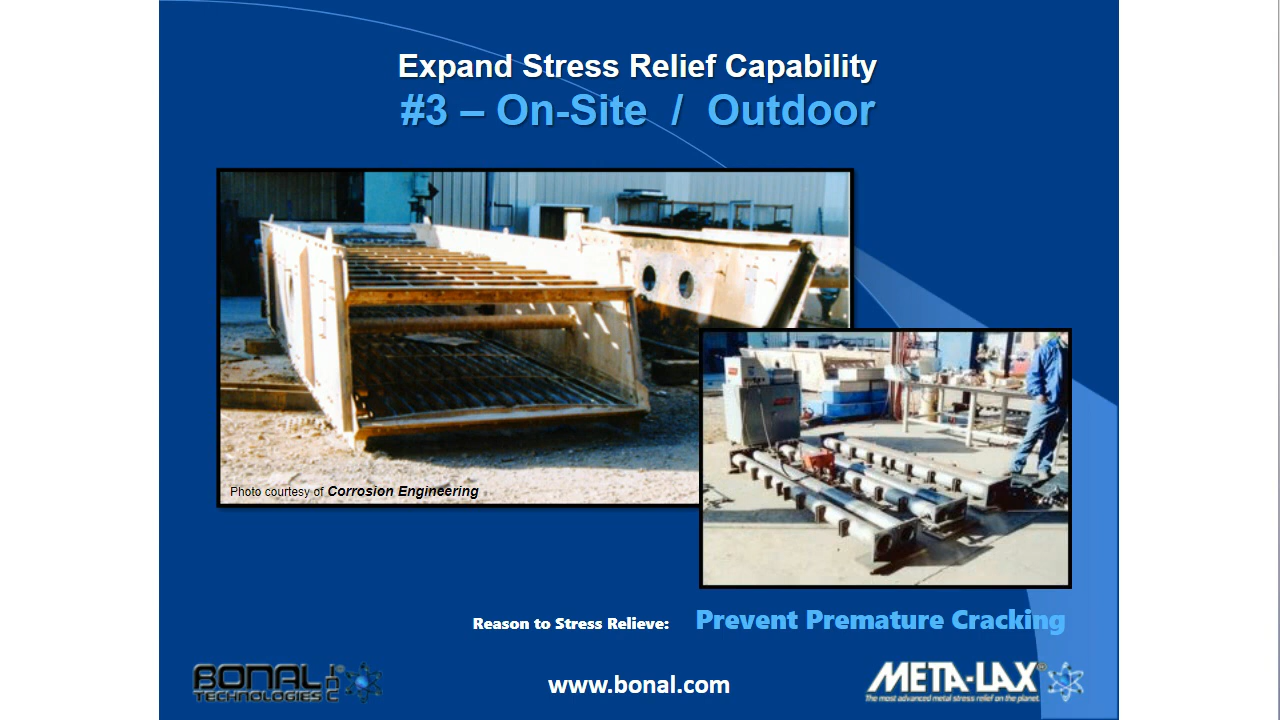 Expand Stress Relief Capability
#3 – On-Site / Outdoor
Photo courtesy of Corrosion Engineering
Reason to Stress Relieve: Prevent Premature Cracking
BONAL
TECHNOLOGIES INC
www.bonal.com
META-LAX®
The most advanced metal stress relief on the planet.